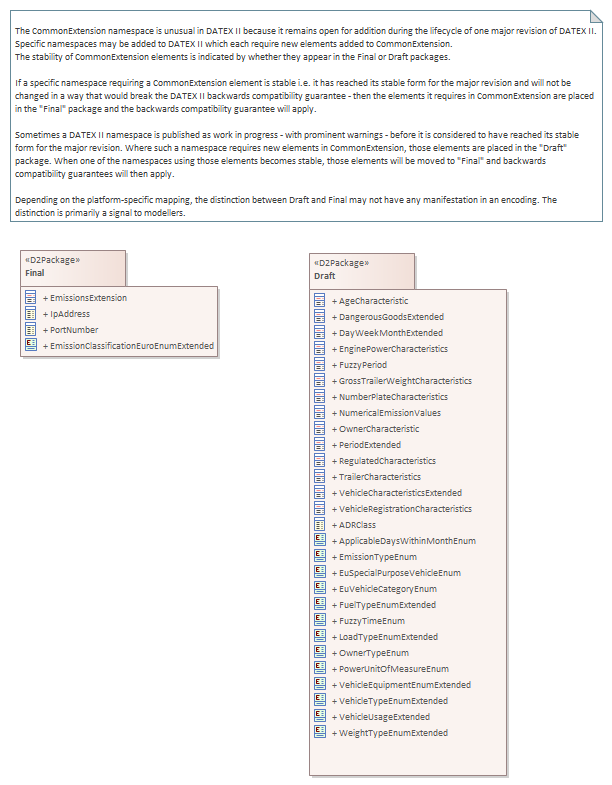 The CommonExtension namespace is unusual in DATEX II because it remains open for addition during the lifecycle of one major revision of DATEX II.
Specific namespaces may be added to DATEX II which each require new elements added to CommonExtension.
The stability of CommonExtension elements is indicated by whether they appear in the Final or Draft packages.
If a specific namespace requiring a CommonExtension element is stable i.e. it has reached its stable form for the major revision and will not be
changed in a way that would break the DATEX II backwards compatibility guarantee - then the elements it requires in CommonExtension are placed
in the "Final" package and the backwards compatibility guarantee will apply.
Sometimes a DATEX II namespace is published as work in progress - with prominent warnings - before it is considered to have reached its stable
form for the major revision. Where such a namespace requires new elements in CommonExtension, those elements are placed in the "Draft"
package. When one of the namespaces using those elements becomes stable, those elements will be moved to "Final" and backwards
compatibility guarantees will then apply.
Depending on the platform-specific mapping, the distinction between Draft and Final may not have any manifestation in an encoding. The
distinction is primarily a signal to modellers.
«D2Package»
Final
+ EmissionsExtension
+ IpAddress
+ PortNumber
+ EmissionClassificationEuroEnumExtended
«D2Package»
Draft
+ AgeCharacteristic
+ DangerousGoodsExtended
+ DayWeekMonthExtended
+ EnginePowerCharacteristics
+ FuzzyPeriod
+ GrossTrailerWeightCharacteristics
+ NumberPlateCharacteristics
+ NumericalEmissionValues
+ OwnerCharacteristic
+ PeriodExtended
+ RegulatedCharacteristics
+ TrailerCharacteristics
+ VehicleCharacteristicsExtended
+ VehicleRegistrationCharacteristics
+ ADRClass
+ ApplicableDaysWithinMonthEnum
+ EmissionTypeEnum
+ EuSpecialPurposeVehicleEnum
+ EuVehicleCategoryEnum
+ FuelTypeEnumExtended
+ FuzzyTimeEnum
+ LoadTypeEnumExtended
+ OwnerTypeEnum
+ PowerUnitOfMeasureEnum
+ VehicleEquipmentEnumExtended
+ VehicleTypeEnumExtended
+ VehicleUsageExtended
+ WeightTypeEnumExtended